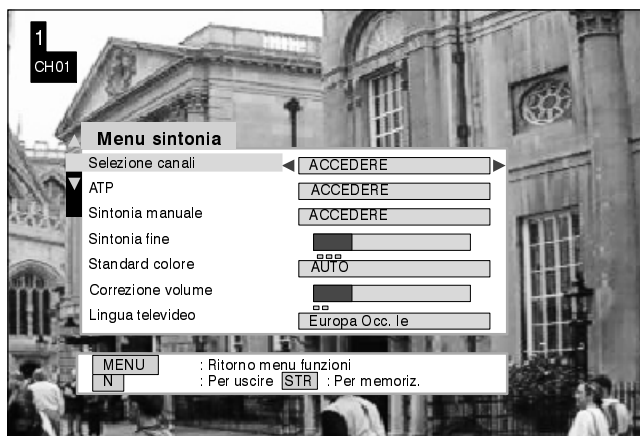 1
CH01
Menu sintonia
Selezione canali ACCEDERE
ATP ACCEDERE
Sintonia manuale ACCEDERE
Sintonia fine
Standard colore AUTO
Correzione volume
Lingua televideo Europa Occ. le
MENU : Ritorno menu funzioni
N : Per uscire STR : Per memoriz.